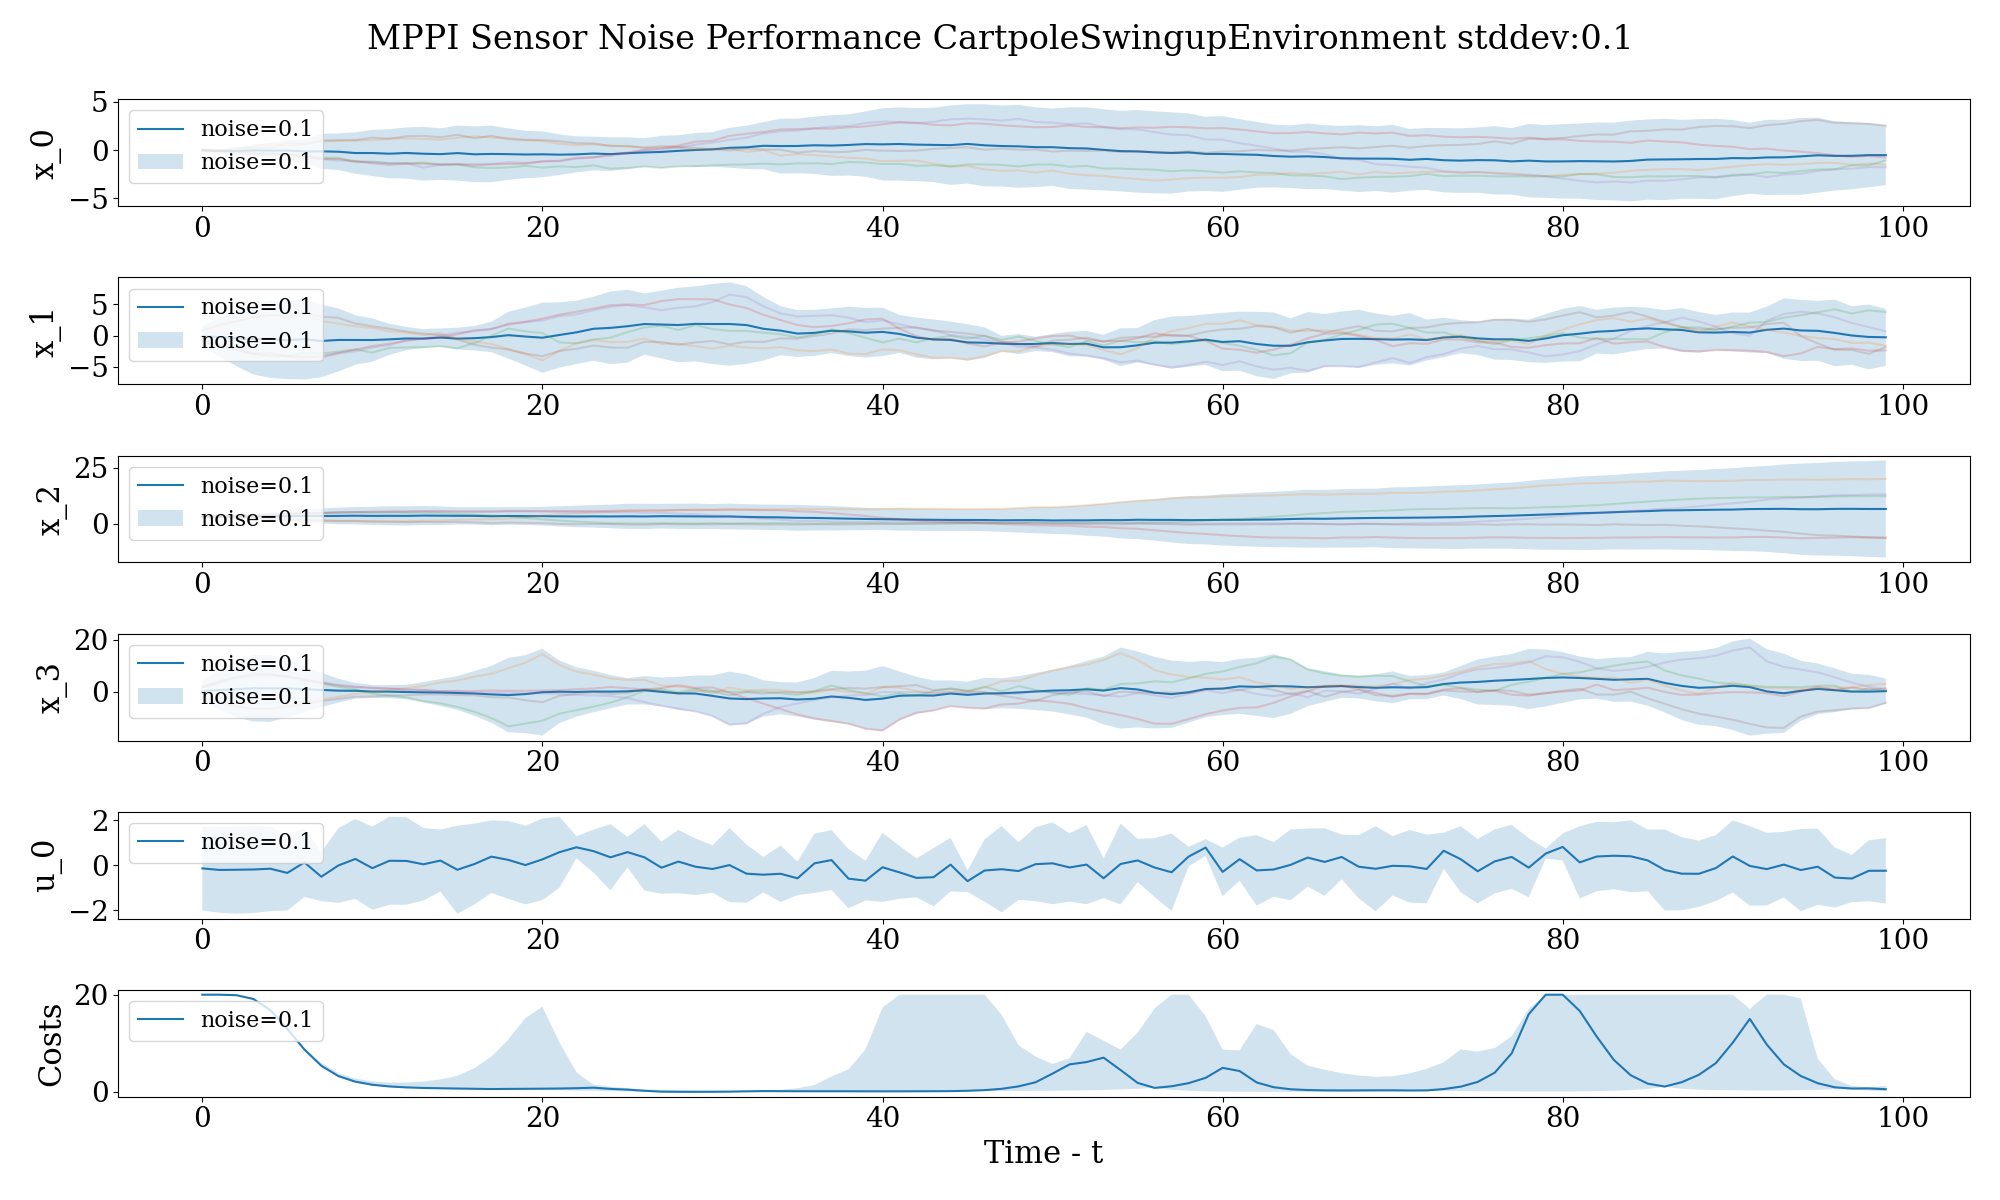 MPPI Sensor Noise Performance CartpoleSwingupEnvironment stddev:0.1
x_0
5
0
−5
noise=0.1
noise=0.1
0 20 40 60 80 100
x_1
5
0
−5
noise=0.1
noise=0.1
0 20 40 60 80 100
x_2
25
0
noise=0.1
noise=0.1
0 20 40 60 80 100
x_3
20
0
noise=0.1
noise=0.1
0 20 40 60 80 100
u_0
2
0
−2
noise=0.1
0 20 40 60 80 100
Costs
20
0
noise=0.1
0 20 40 60 80 100
Time - t